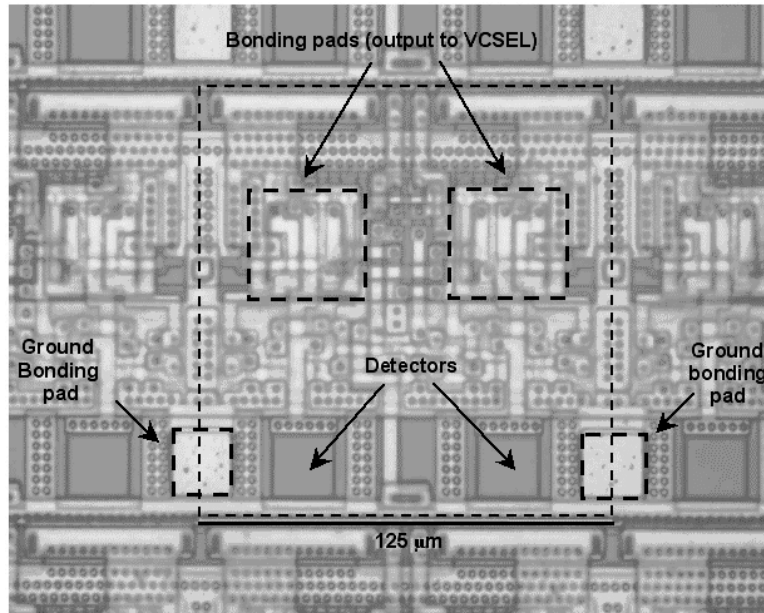 Bonding pads (output to VCSEL)
Ground
Bonding
pad
Detectors
Ground
bonding
pad
125 μm